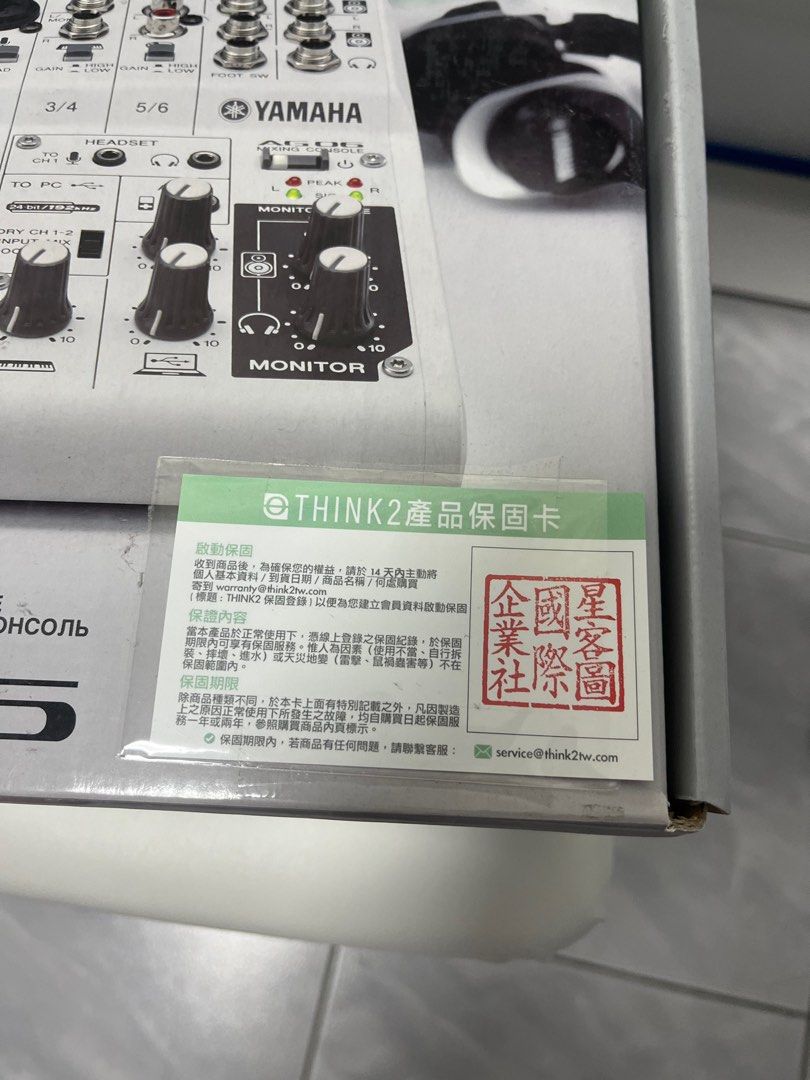 GAIN HIGH LOW
GAIN HIGH LOW
FOOT SW
L
R
3/4
5/6
YAMAHA
AG06
MIXING CONSOLE
HEADSET
TO CH 1
L PEAK R
SIG
TO PC
24-bit/192kHz
MONITOR
0 10
0 10
10
0 10
MONITOR
онсоль
THINK2產品保固卡
啟動保固
收到商品後，為確保您的權益，請於 14 天內主動將
個人基本資料 / 到貨日期 / 商品名稱 / 何處購買
寄到 warranty@think2tw.com
( 標題 : THINK2 保固登錄 ) 以便為您建立會員資料啟動保固
保證內容
當本產品於正常使用下，憑線上登錄之保固紀錄，於保固
期限內可享有保固服務。惟人為因素（使用不當、自行拆
裝、摔壞、進水）或天災地變（雷擊、鼠禍蟲害等）不在
保固範圍內。
保固期限
除商品種類不同，於本卡上面有特別記載之外，凡因製造
上之原因正常使用下所發生之故障，均自購買日起保固服
務一年或兩年，參照購買商品內頁標示。
保固期限內，若商品有任何問題，請聯繫客服：
service@think2tw.com
星客圖
國際
企業社